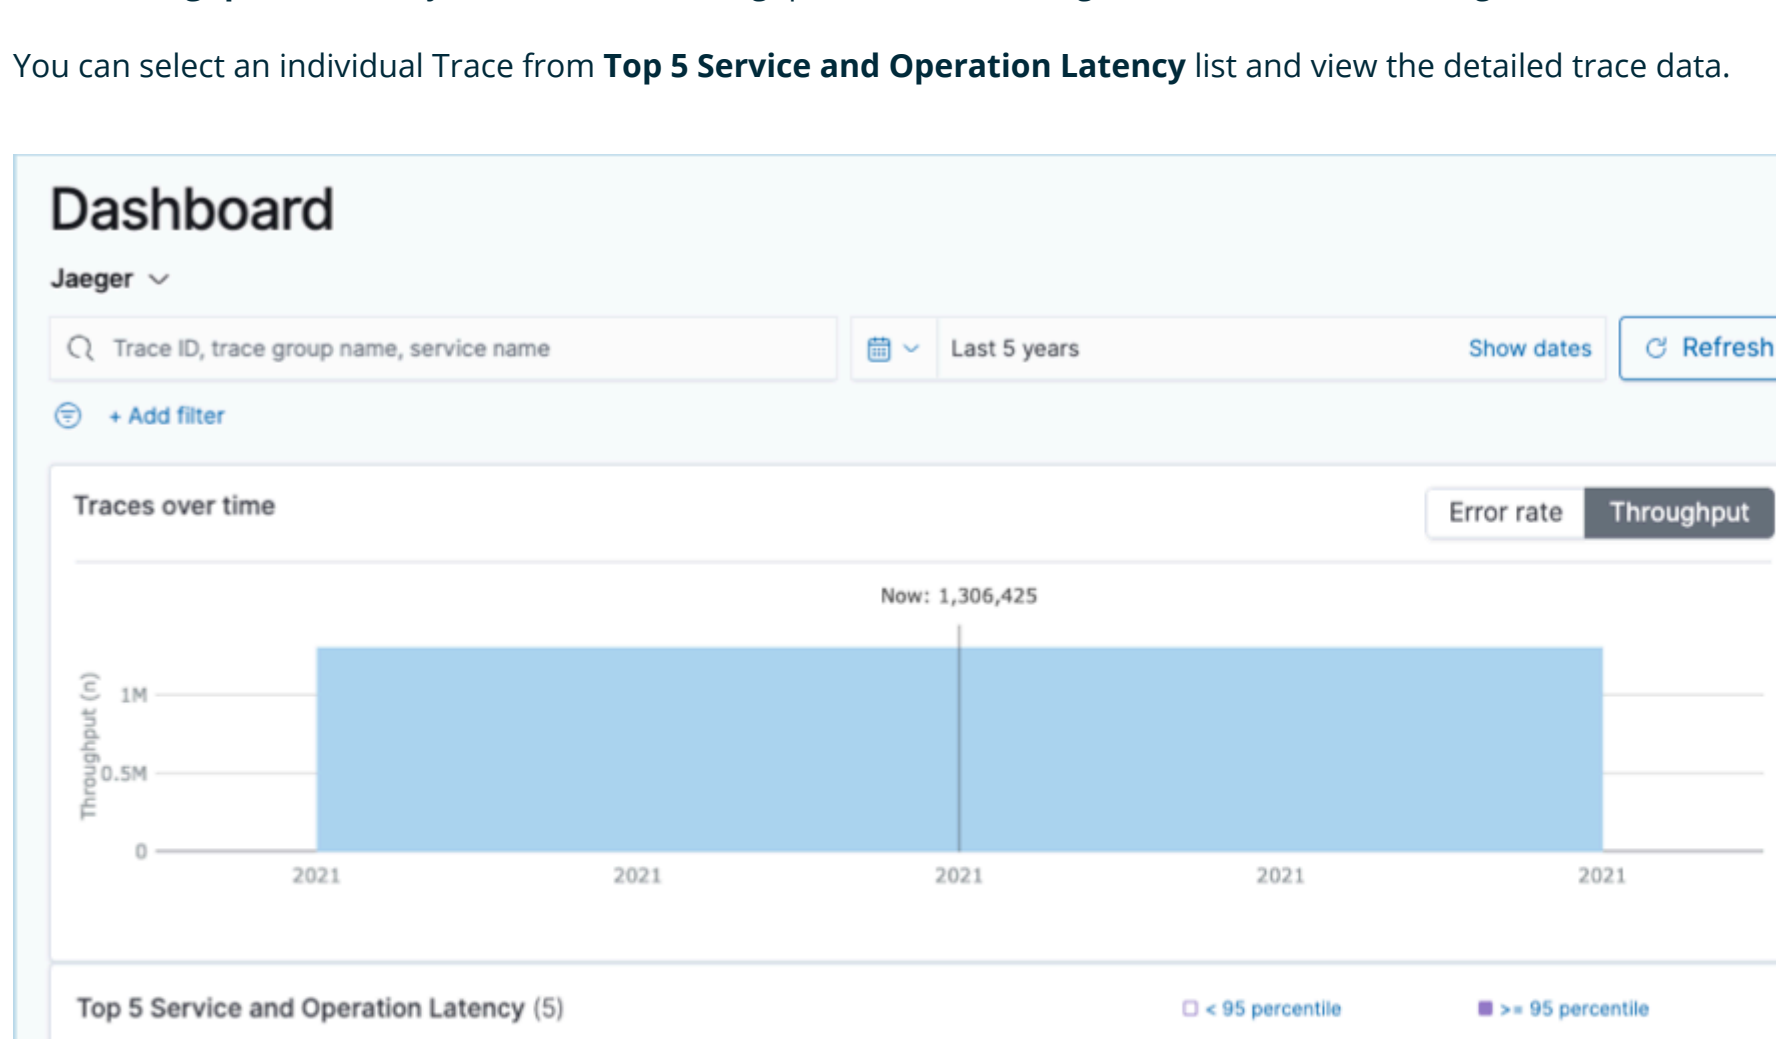 You can select an individual Trace from Top 5 Service and Operation Latency list and view the detailed trace data.
Dashboard
Jaeger
Trace ID, trace group name, service name
Last 5 years
Show dates
Refresh
+ Add filter
Traces over time
Error rate
Throughput
Now: 1,306,425
Throughput (n)
1M
0.5M
0
2021
2021
2021
2021
2021
Top 5 Service and Operation Latency (5)
< 95 percentile
>= 95 percentile